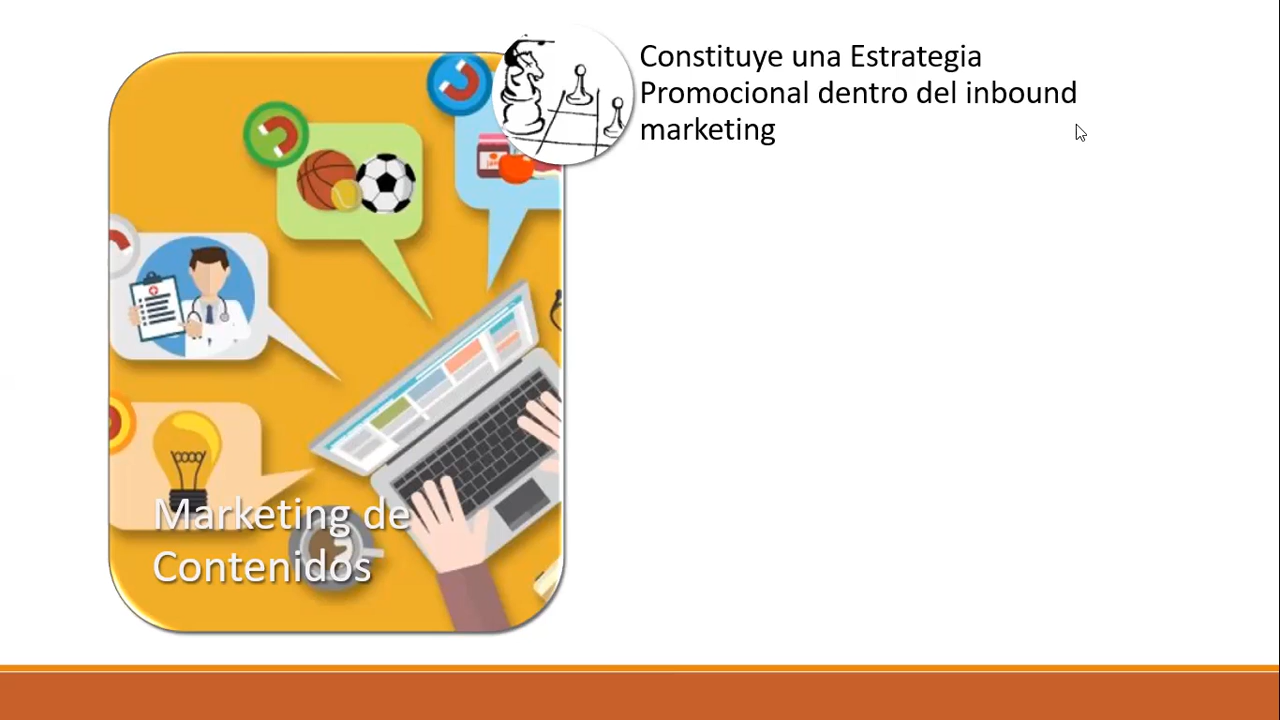 Constituye una Estrategia
Promocional dentro del inbound
marketing
Marketing de
Contenidos